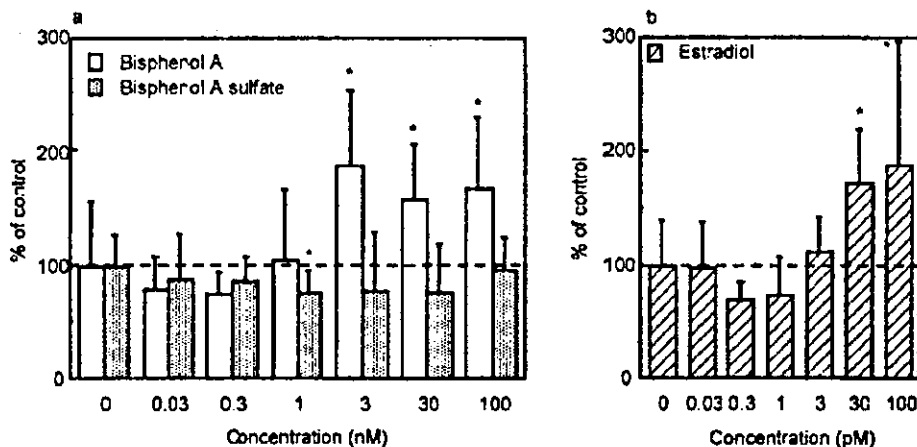 a
300
200
100
0
% of control
Bisphenol A
Bisphenol A sulfate
* * * *
0 0.03 0.3 1 3 30 100
Concentration (nM)
b
300
200
100
0
% of control
Estradiol
* *
0 0.03 0.3 1 3 30 100
Concentration (pM)